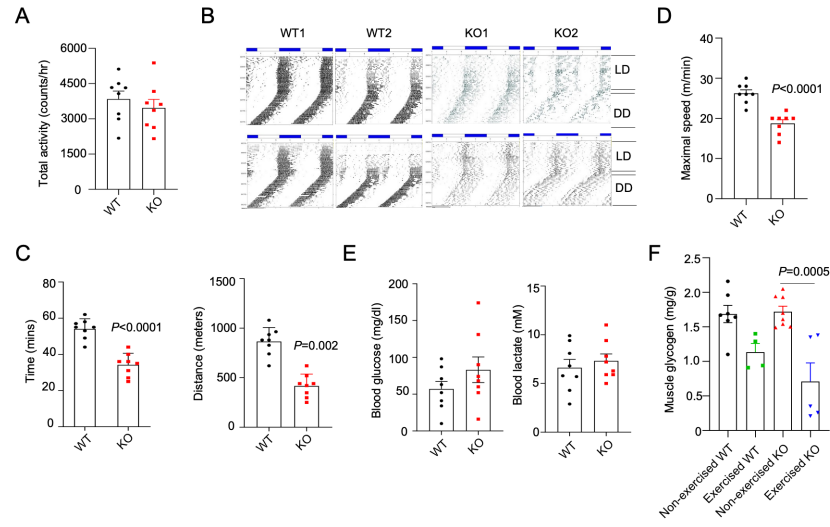 A
Total activity (counts/hr)
6000
4500
3000
1500
0
WT
KO
B
WT1
WT2
KO1
KO2
LD
DD
LD
DD
D
Maximal speed (m/min)
40
30
20
10
0
P<0.0001
WT
KO
C
Time (mins)
60
40
20
0
P<0.0001
WT
KO
Distance (meters)
1500
1000
500
0
P=0.002
WT
KO
E
Blood glucose (mg/dl)
200
150
100
50
0
WT
KO
Blood lactate (mM)
15
10
5
0
WT
KO
F
Muscle glycogen (mg/g)
2.5
2.0
1.5
1.0
0.5
0.0
P=0.0005
Non-exercised WT
Exercised WT
Non-exercised KO
Exercised KO